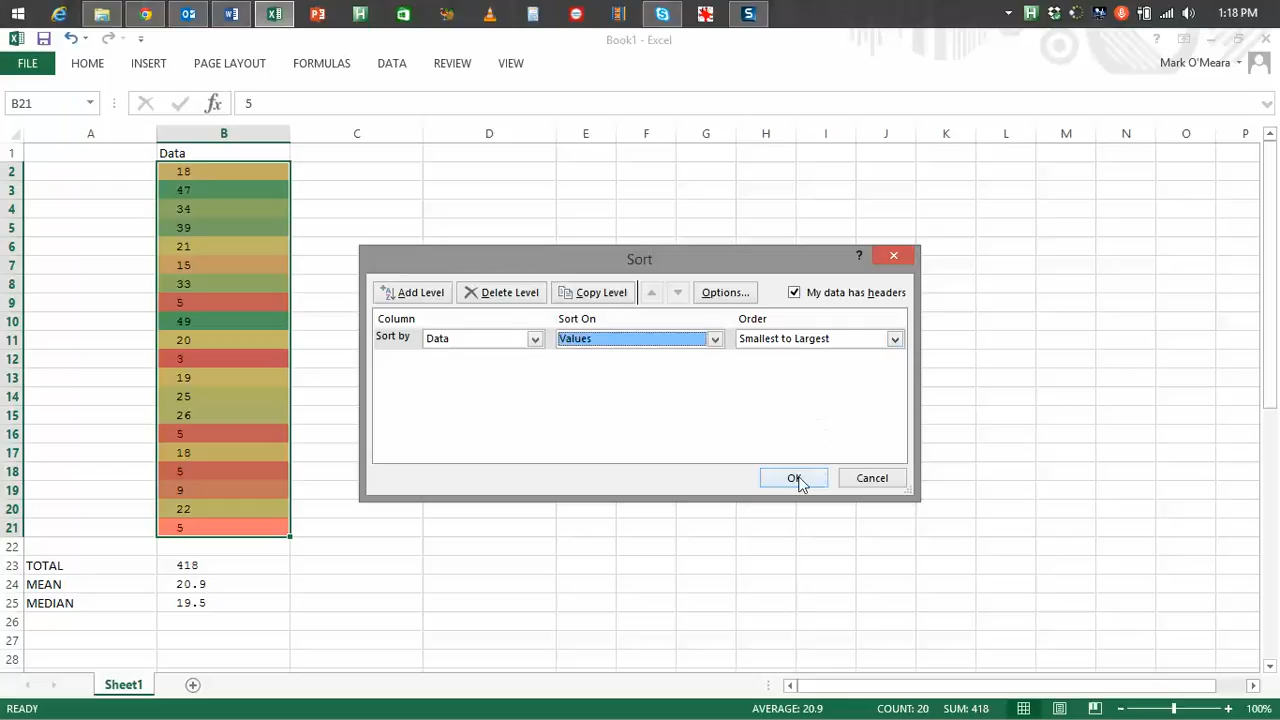 1:18 PM
Book1 - Excel
FILE HOME INSERT PAGE LAYOUT FORMULAS DATA REVIEW VIEW Mark O'Meara
B21 fx 5
A B C D E F G H I J K L M N O P
1 Data
2 18
3 47
4 34
5 39
6 21
7 15
8 33
9 5
10 49
11 20
12 3
13 19
14 25
15 26
16 5
17 18
18 5
19 9
20 22
21 5
22
23 TOTAL 418
24 MEAN 20.9
25 MEDIAN 19.5
26
27
28
Sort ?
Add Level Delete Level Copy Level Options... My data has headers
Column Sort On Order
Sort by Data Values Smallest to Largest
OK Cancel
Sheet1
READY AVERAGE: 20.9 COUNT: 20 SUM: 418 100%